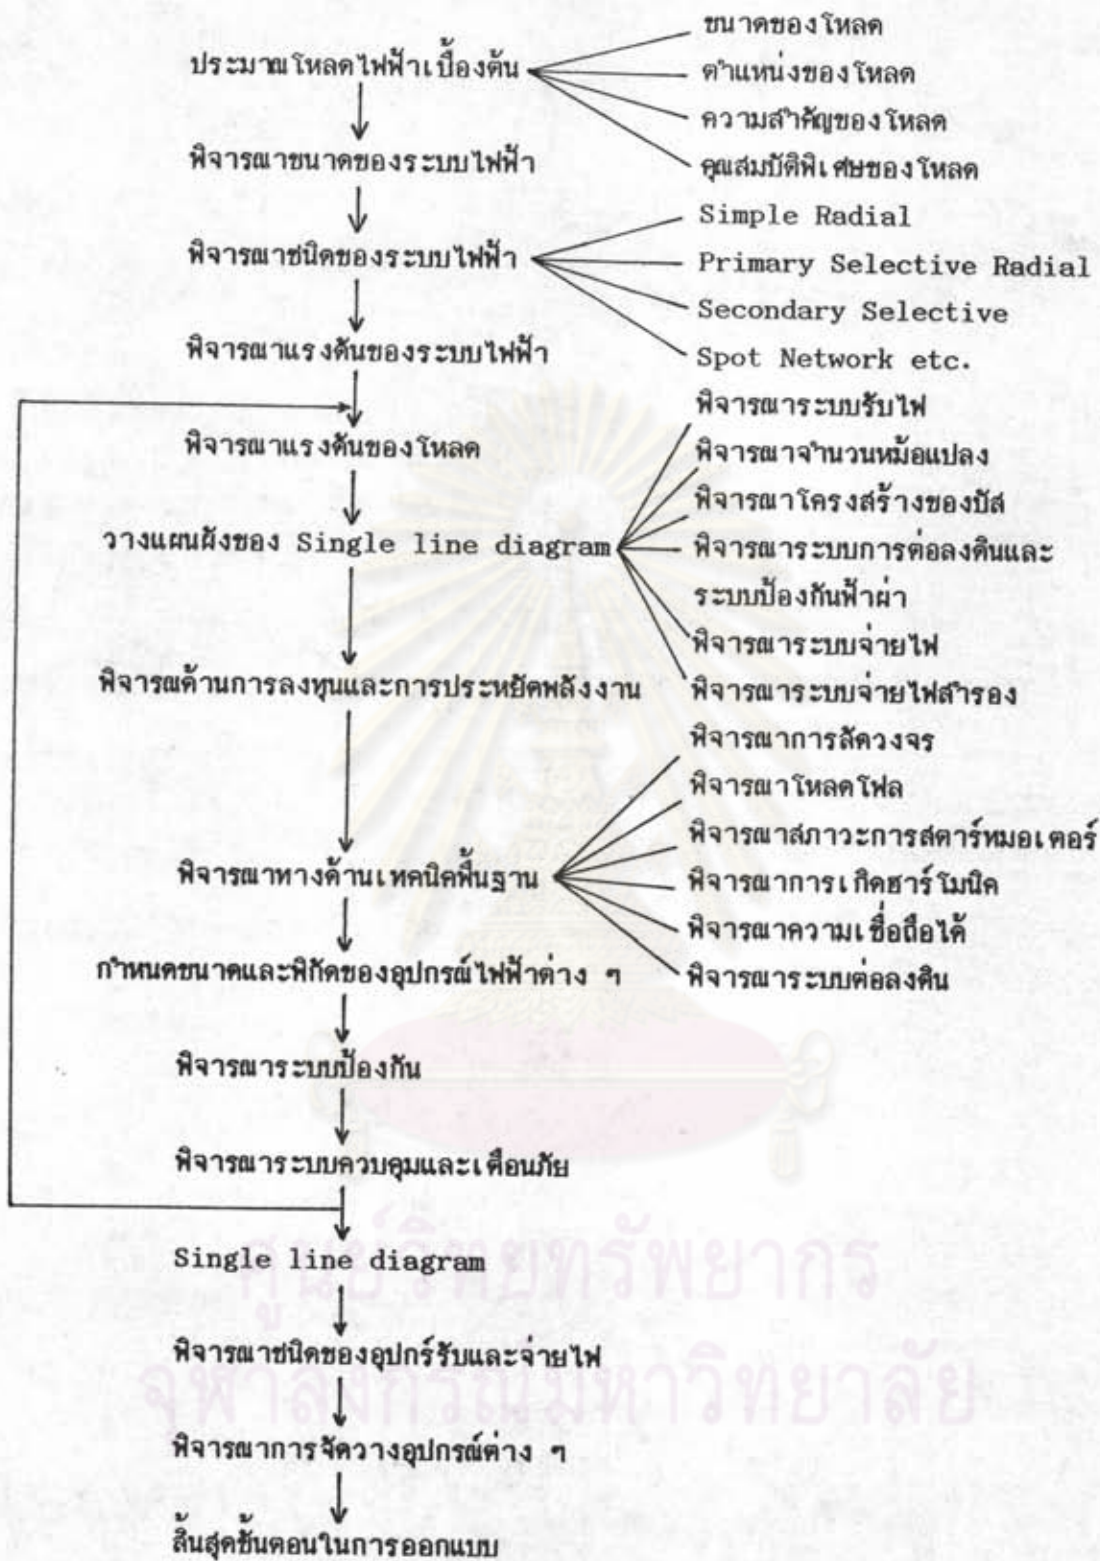 ประมาณโหลดไฟฟ้าเบื้องต้น
ขนาดของโหลด
ตำแหน่งของโหลด
ความสำคัญของโหลด
คุณสมบัติพิเศษของโหลด
พิจารณาขนาดของระบบไฟฟ้า
พิจารณาชนิดของระบบไฟฟ้า
Simple Radial
Primary Selective Radial
Secondary Selective
Spot Network etc.
พิจารณาแรงดันของระบบไฟฟ้า
พิจารณาแรงดันของโหลด
วางแผนผังของ Single line diagram
พิจารณาระบบรับไฟ
พิจารณาจำนวนหม้อแปลง
พิจารณาโครงสร้างของบัส
พิจารณาระบบการต่อลงดินและ
ระบบป้องกันฟ้าผ่า
พิจารณาระบบจ่ายไฟ
พิจารณาระบบจ่ายไฟสำรอง
พิจารณด้านการลงทุนและการประหยัดพลังงาน
พิจารณาทางด้านเทคนิคพื้นฐาน
พิจารณาการลัดวงจร
พิจารณาโหลดโฟล
พิจารณาสภาวะการสตาร์ทมอเตอร์
พิจารณาการเกิดฮาร์โมนิค
พิจารณาความเชื่อถือได้
พิจารณาระบบต่อลงดิน
กำหนดขนาดและพิกัดของอุปกรณ์ไฟฟ้าต่าง ๆ
พิจารณาระบบป้องกัน
พิจารณาระบบควบคุมและเตือนภัย
Single line diagram
พิจารณาชนิดของอุปกร์รับและจ่ายไฟ
พิจารณาการจัดวางอุปกรณ์ต่าง ๆ
สิ้นสุดขั้นตอนในการออกแบบ
ศูนย์วิทยทรัพยากร
จุฬาลงกรณ์มหาวิทยาลัย